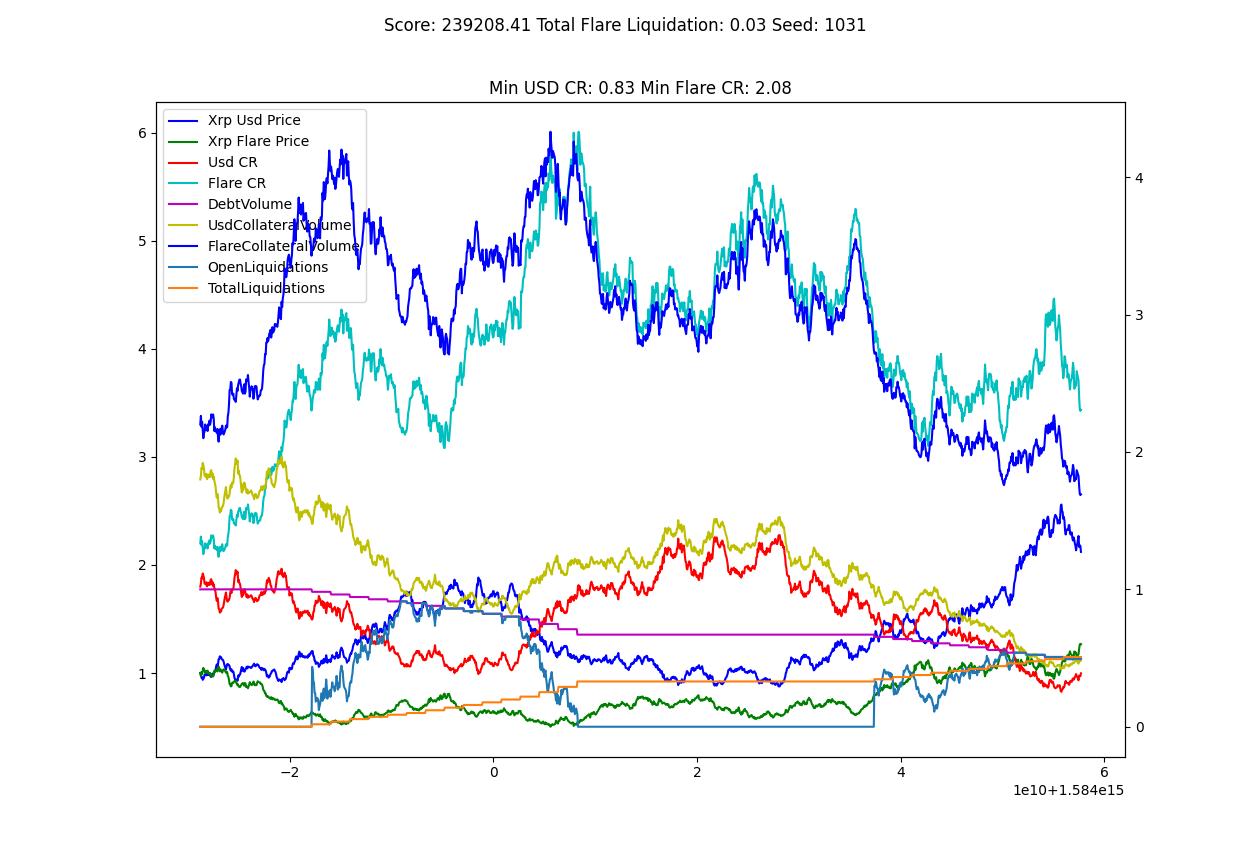 Score: 239208.41 Total Flare Liquidation: 0.03 Seed: 1031
Min USD CR: 0.83 Min Flare CR: 2.08
Xrp Usd Price
Xrp Flare Price
Usd CR
Flare CR
DebtVolume
UsdCollateralVolume
FlareCollateralVolume
OpenLiquidations
TotalLiquidations
6
5
4
3
2
1
4
3
2
1
0
−2
0
2
4
6
1e10+1.584e15